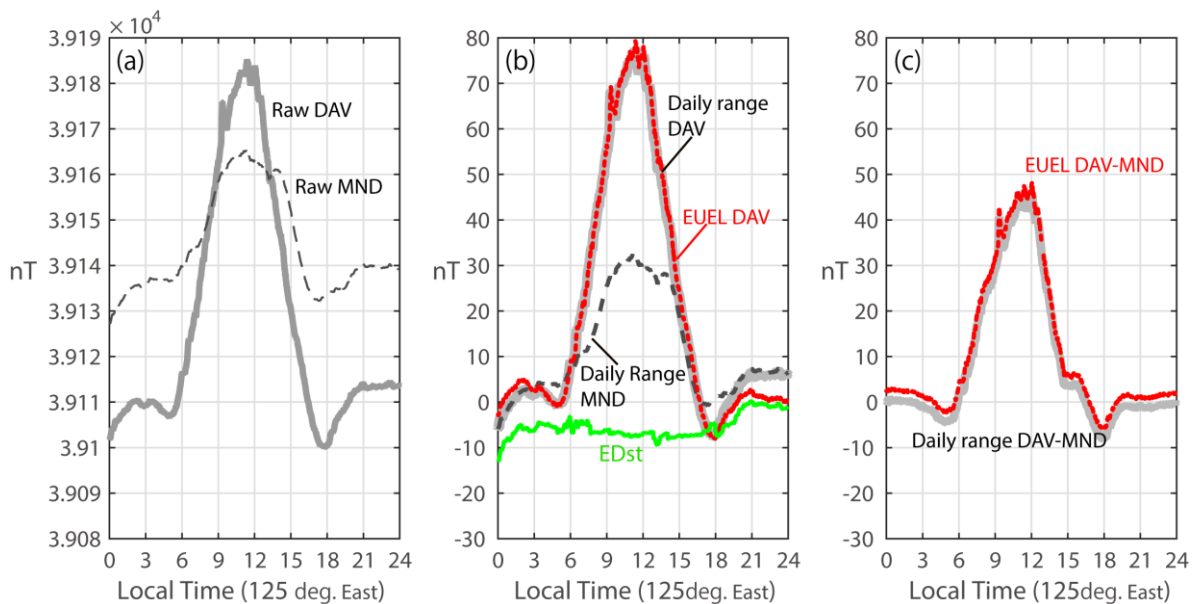 × 10⁴
3.919
3.918
3.917
3.916
3.915
3.914
3.913
3.912
3.911
3.91
3.909
3.908
nT
(a)
Raw DAV
Raw MND
0 3 6 9 12 15 18 21 24
Local Time (125 deg. East)
80
70
60
50
40
30
20
10
0
-10
-20
-30
nT
(b)
Daily range
DAV
EUEL DAV
Daily Range
MND
EDst
0 3 6 9 12 15 18 21 24
Local Time (125deg. East)
80
70
60
50
40
30
20
10
0
-10
-20
-30
nT
(c)
EUEL DAV-MND
Daily range DAV-MND
0 3 6 9 12 15 18 21 24
Local Time (125deg. East)